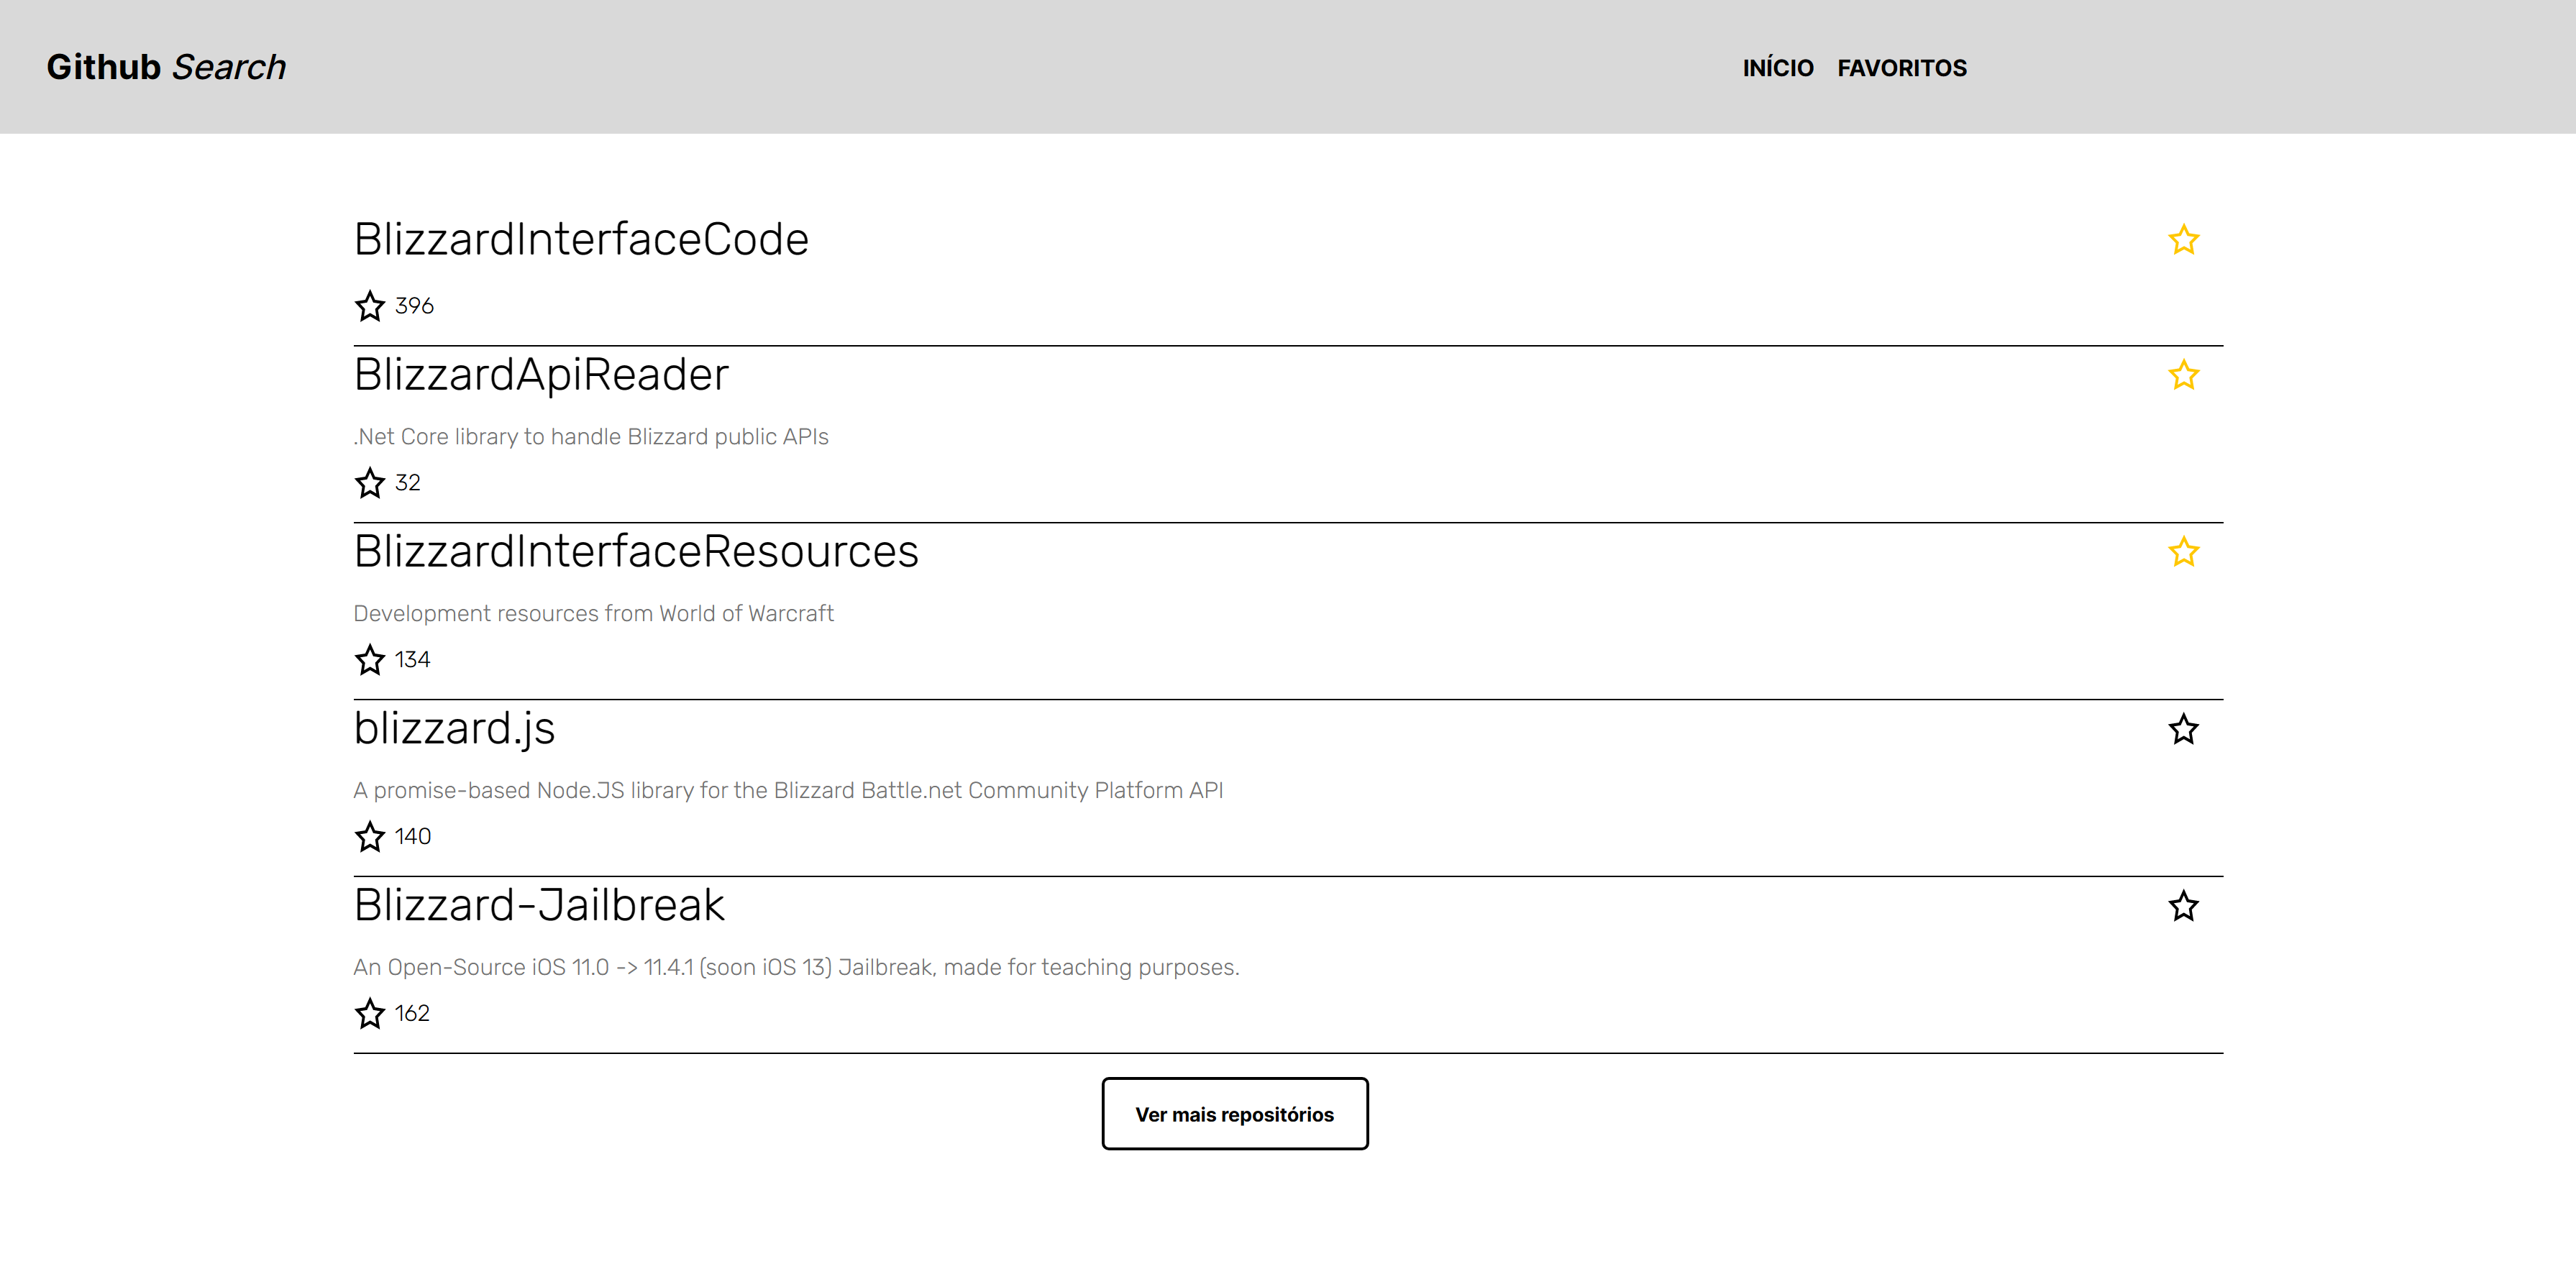 Github Search
INÍCIO FAVORITOS
BlizzardInterfaceCode
396
BlizzardApiReader
.Net Core library to handle Blizzard public APIs
32
BlizzardInterfaceResources
Development resources from World of Warcraft
134
blizzard.js
A promise-based Node.JS library for the Blizzard Battle.net Community Platform API
140
Blizzard-Jailbreak
An Open-Source iOS 11.0 -> 11.4.1 (soon iOS 13) Jailbreak, made for teaching purposes.
162
Ver mais repositórios